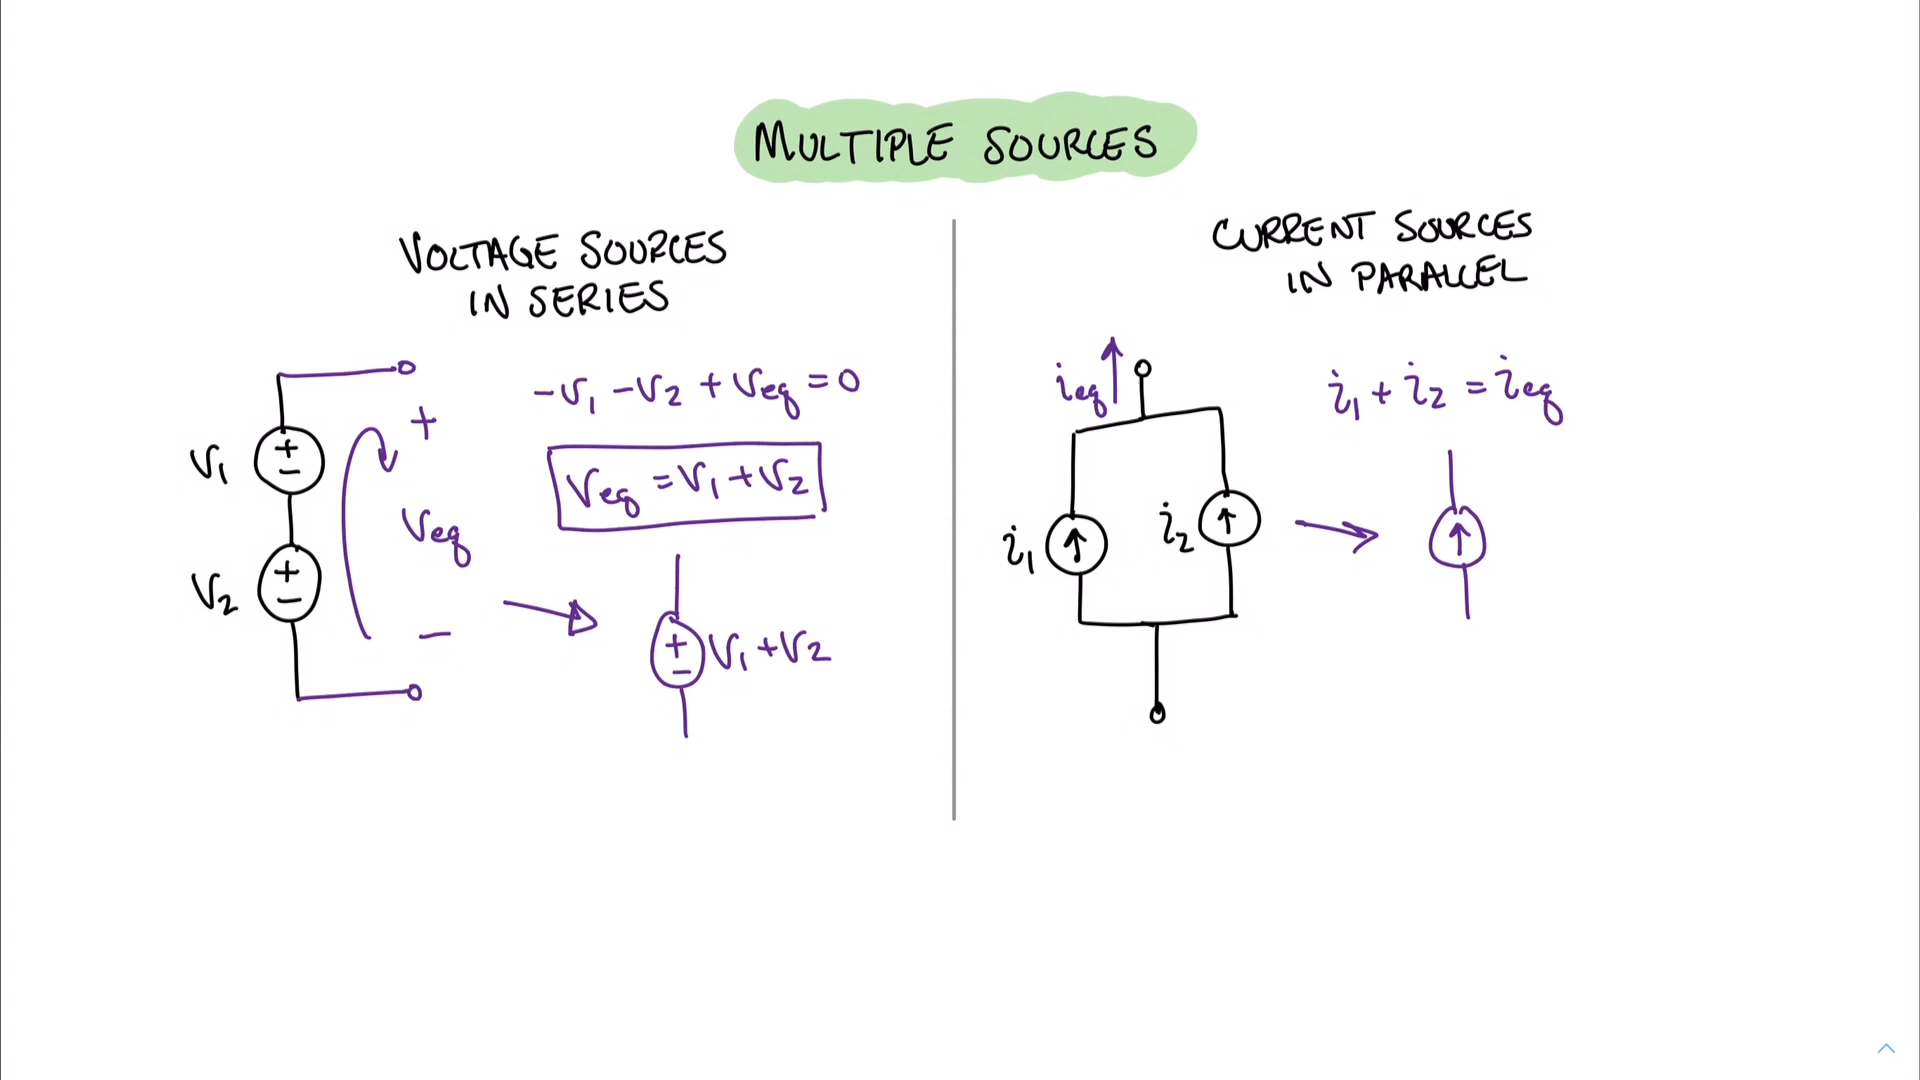 MULTIPLE SOURCES
VOLTAGE SOURCES
IN SERIES
V1
+
-
V2
+
-
+
Veq
-
-V1 -V2 + Veq = 0
Veq = V1 + V2
+
-
V1 + V2
CURRENT SOURCES
IN PARALLEL
ieq
i1
i2
i1 + i2 = ieq